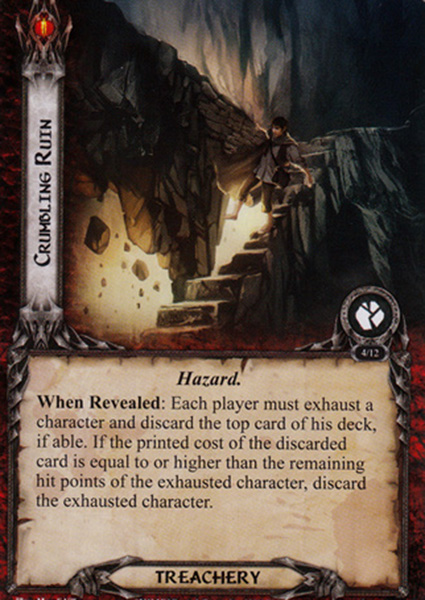 CRUMBLING RUIN
4/12
Hazard.
When Revealed: Each player must exhaust a
character and discard the top card of his deck,
if able. If the printed cost of the discarded
card is equal to or higher than the remaining
hit points of the exhausted character, discard
the exhausted character.
TREACHERY